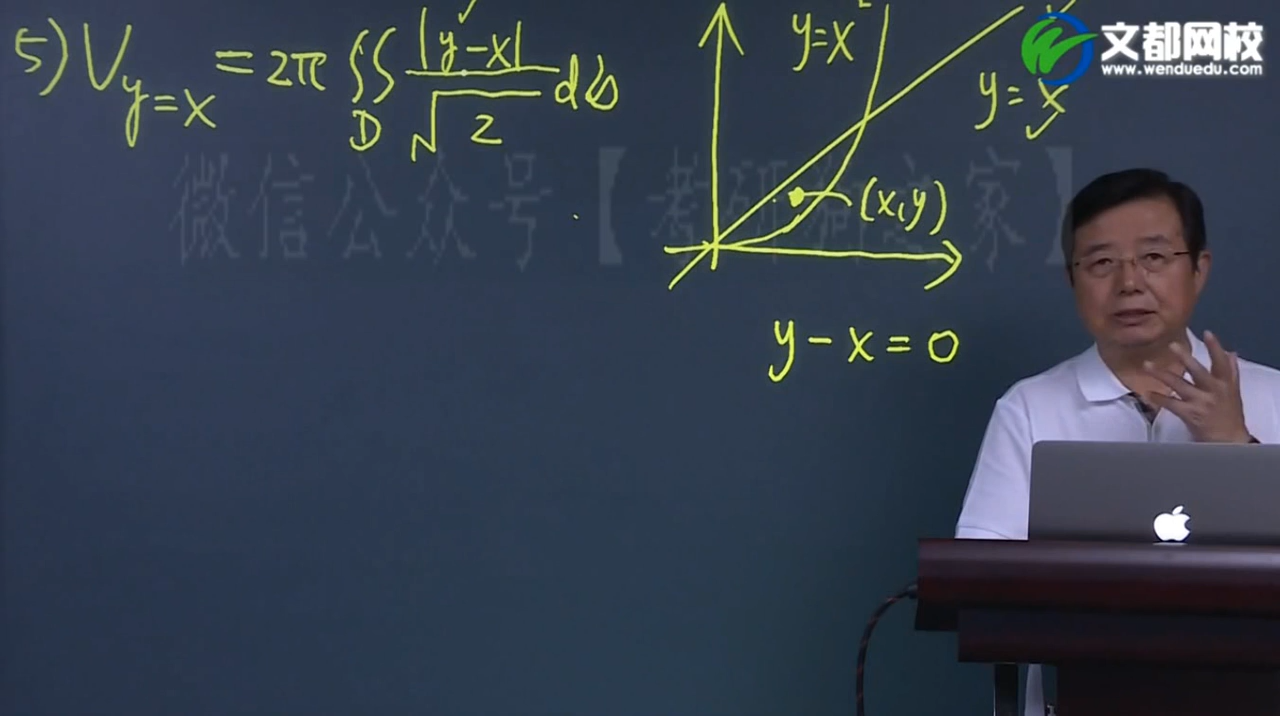 5) V_{y=x} = 2π ∬_D |y-x|/√2 dσ
y=x²
y=x
(x,y)
y-x=0
文都网校
www.wenduedu.com
微信公众号【考研 之家】